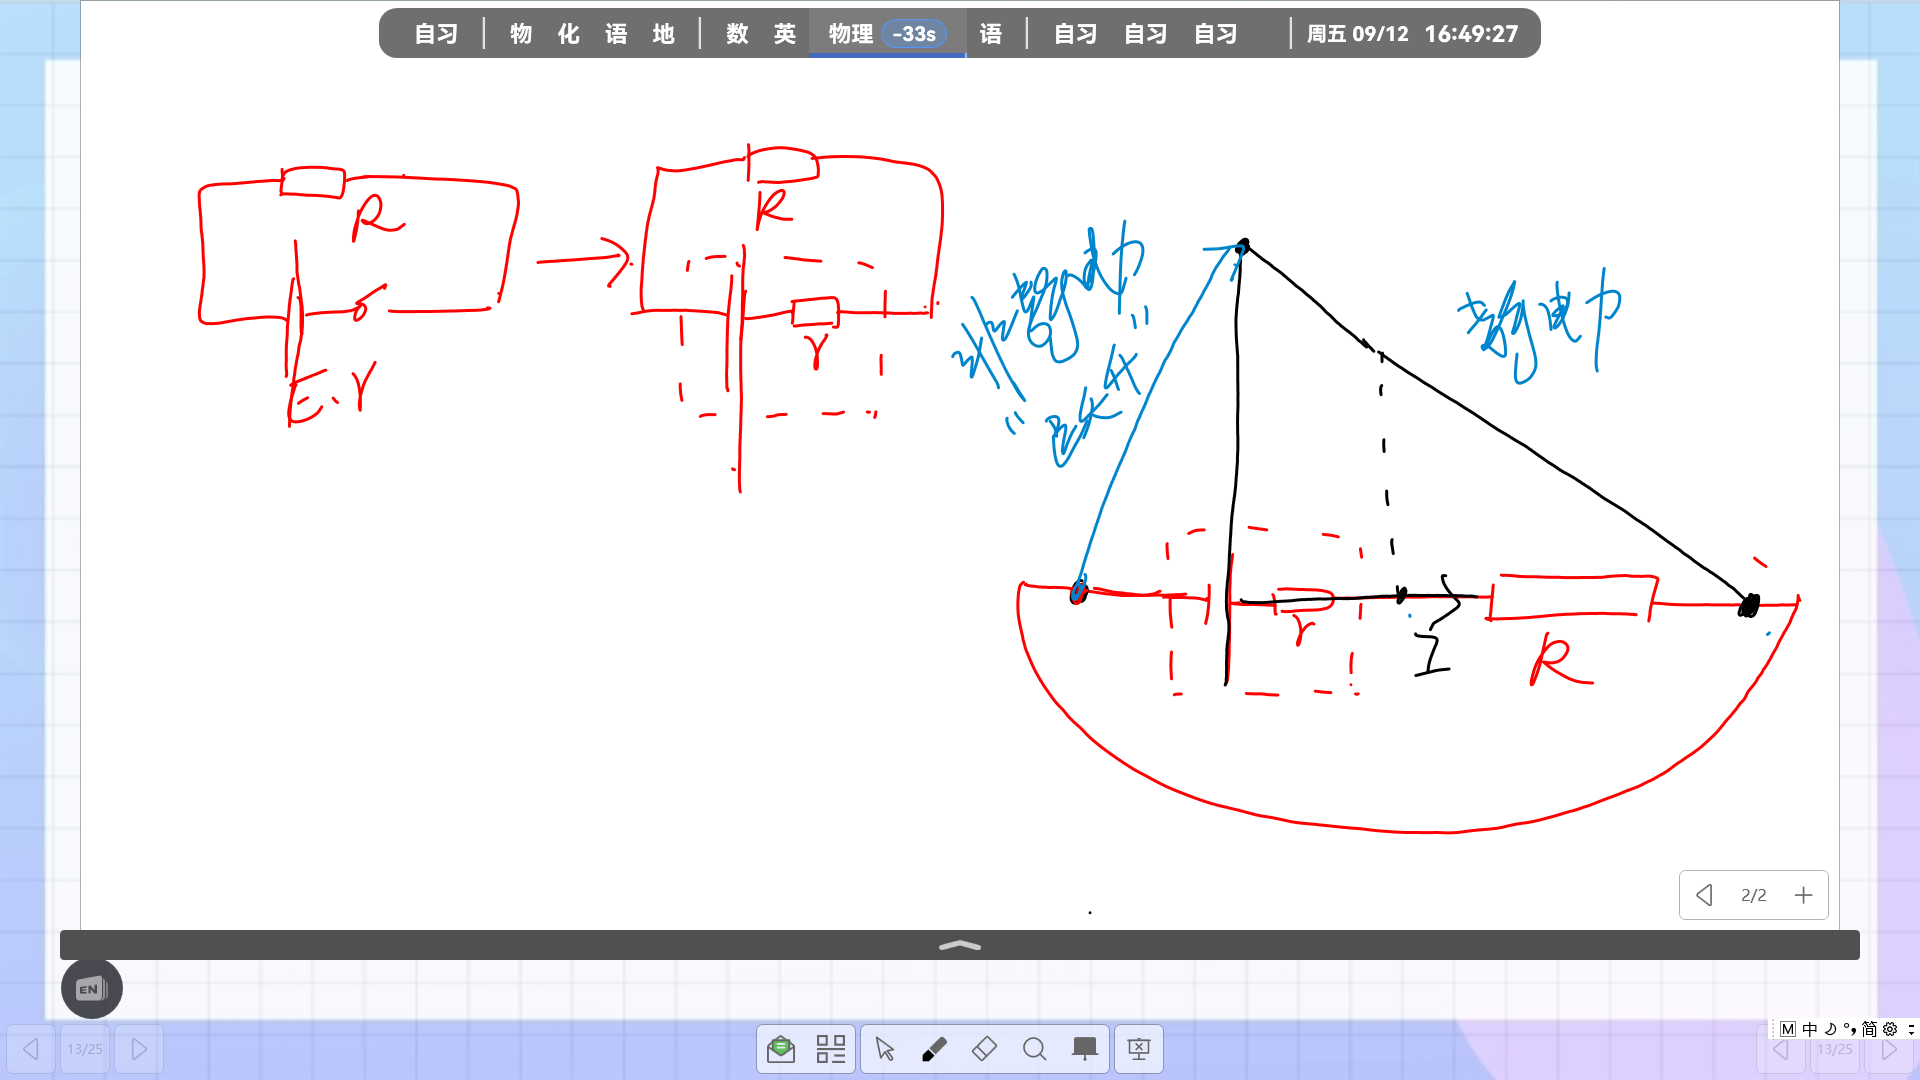 自习 物 化 语 地 数 英 物理 -33s 语 自习 自习 自习 周五 09/12 16:49:27
R
E.r
R
r
非静电力
静电力
r
I
R
2/2
EN
13/25
M 中 简
13/25